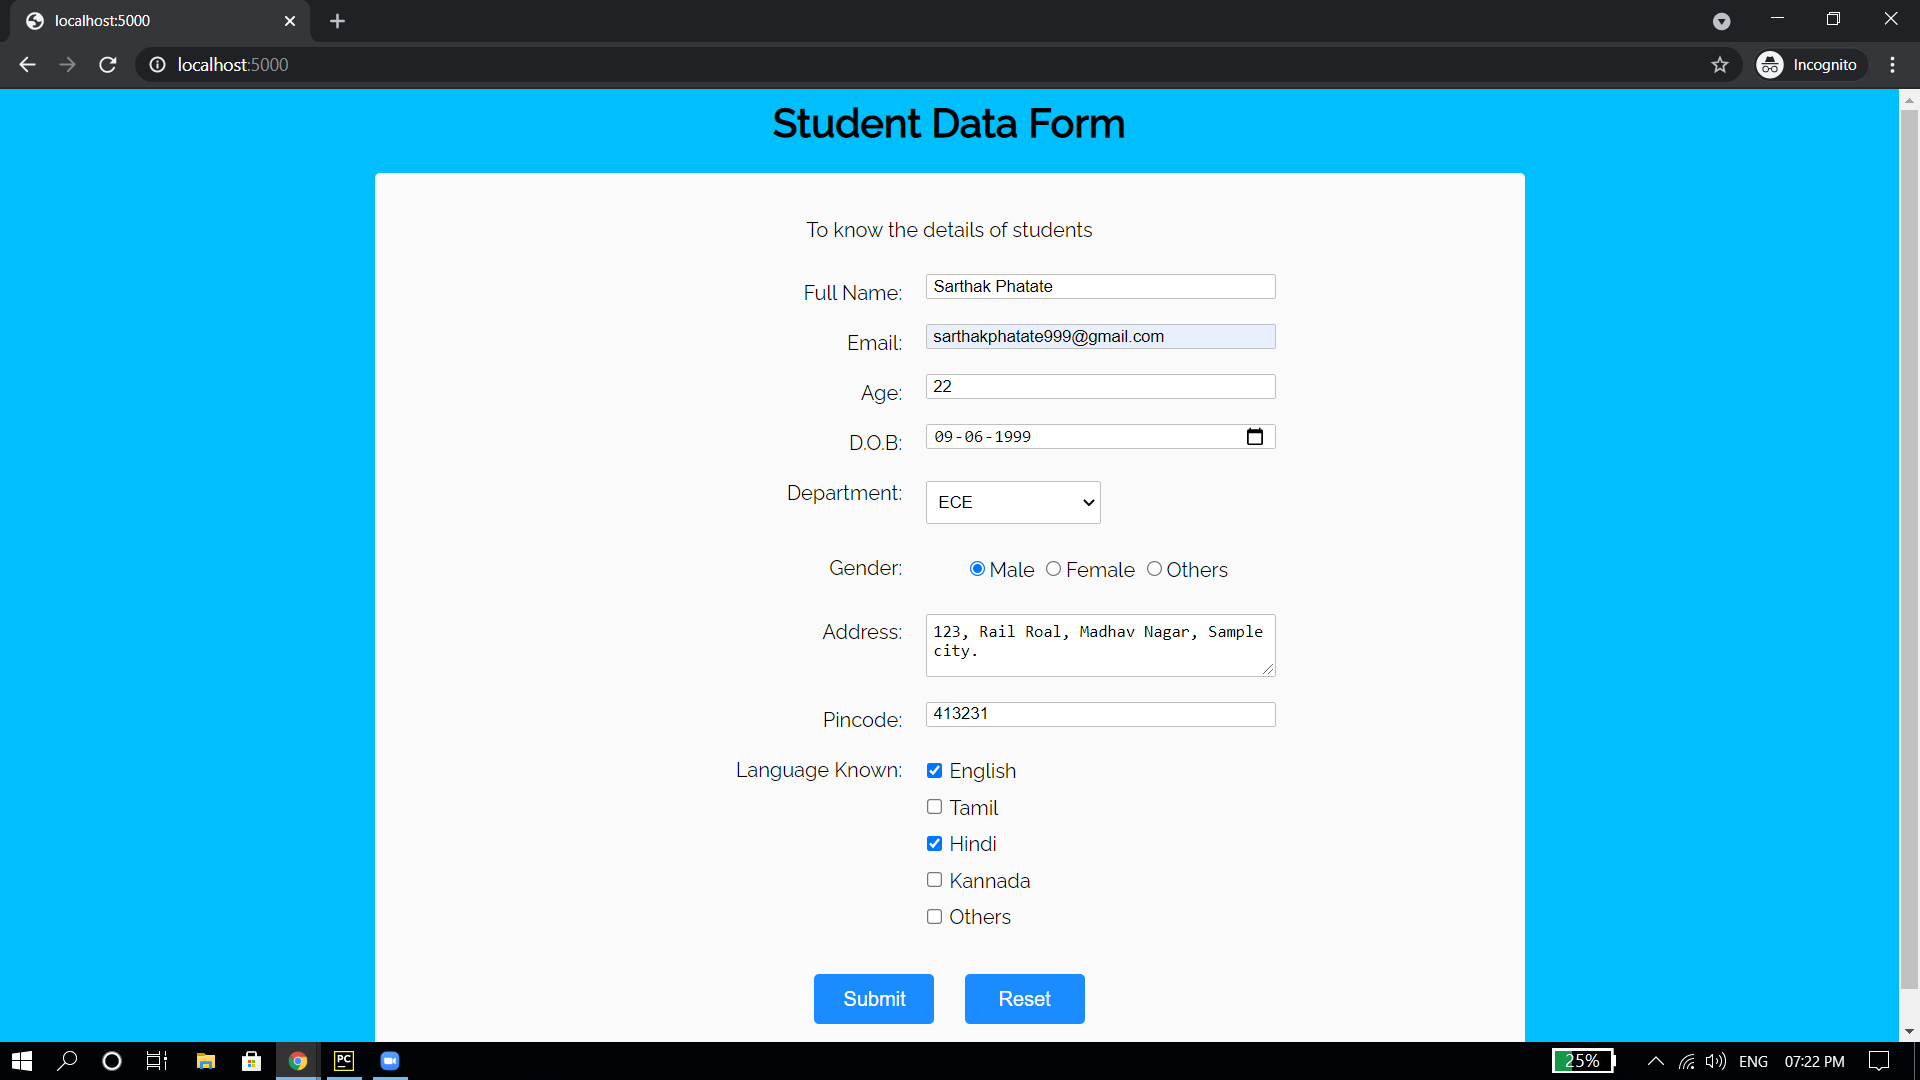 localhost:5000
localhost:5000
Incognito
Student Data Form
To know the details of students
Full Name: Sarthak Phatate
Email: sarthakphatate999@gmail.com
Age: 22
D.O.B: 09-06-1999
Department: ECE
Gender: Male Female Others
Address: 123, Rail Roal, Madhav Nagar, Sample
city.
Pincode: 413231
Language Known: English
Tamil
Hindi
Kannada
Others
Submit Reset
PC 25% ENG 07:22 PM